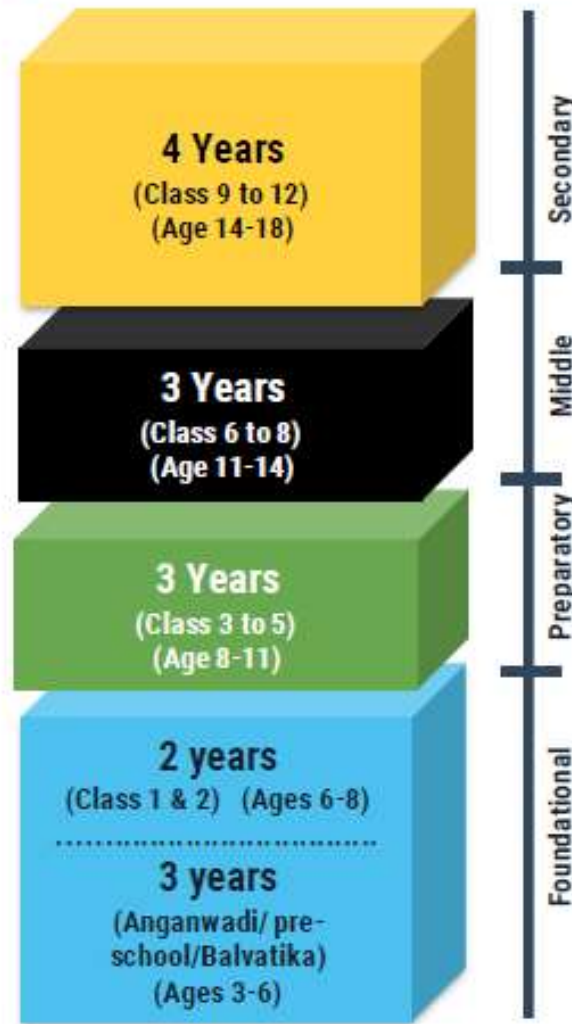 4 Years
(Class 9 to 12)
(Age 14-18)
Secondary
3 Years
(Class 6 to 8)
(Age 11-14)
Middle
3 Years
(Class 3 to 5)
(Age 8-11)
Preparatory
2 years
(Class 1 & 2) (Ages 6-8)
3 years
(Anganwadi/ pre-
school/Balvatika)
(Ages 3-6)
Foundational